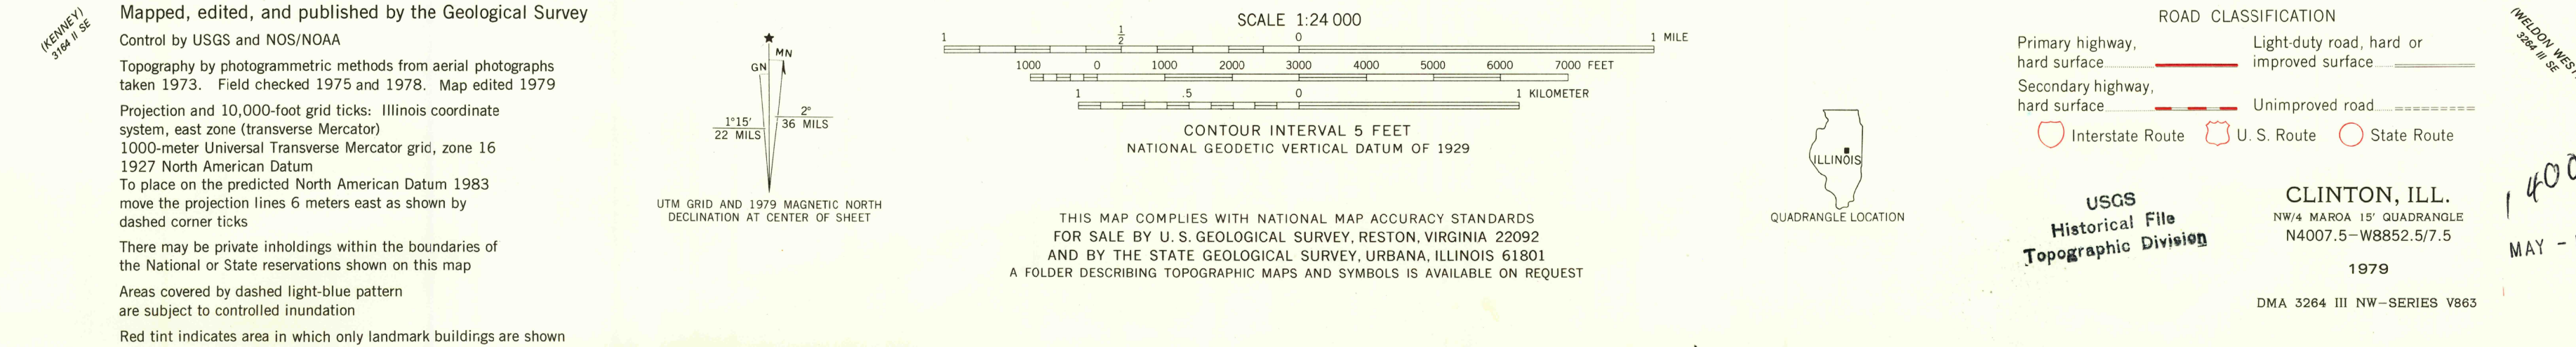 (KENNEY)
3164 II SE
Mapped, edited, and published by the Geological Survey
Control by USGS and NOS/NOAA
Topography by photogrammetric methods from aerial photographs
taken 1973. Field checked 1975 and 1978. Map edited 1979
Projection and 10,000-foot grid ticks: Illinois coordinate
system, east zone (transverse Mercator)
1000-meter Universal Transverse Mercator grid, zone 16
1927 North American Datum
To place on the predicted North American Datum 1983
move the projection lines 6 meters east as shown by
dashed corner ticks
There may be private inholdings within the boundaries of
the National or State reservations shown on this map
Areas covered by dashed light-blue pattern
are subject to controlled inundation
Red tint indicates area in which only landmark buildings are shown
★
MN
GN
1°15′
22 MILS
2°
36 MILS
UTM GRID AND 1979 MAGNETIC NORTH
DECLINATION AT CENTER OF SHEET
SCALE 1:24 000
1 ½ 0 1 MILE
1000 0 1000 2000 3000 4000 5000 6000 7000 FEET
1 .5 0 1 KILOMETER
CONTOUR INTERVAL 5 FEET
NATIONAL GEODETIC VERTICAL DATUM OF 1929
THIS MAP COMPLIES WITH NATIONAL MAP ACCURACY STANDARDS
FOR SALE BY U. S. GEOLOGICAL SURVEY, RESTON, VIRGINIA 22092
AND BY THE STATE GEOLOGICAL SURVEY, URBANA, ILLINOIS 61801
A FOLDER DESCRIBING TOPOGRAPHIC MAPS AND SYMBOLS IS AVAILABLE ON REQUEST
ILLINOIS
QUADRANGLE LOCATION
ROAD CLASSIFICATION
Primary highway,
hard surface
Light-duty road, hard or
improved surface
Secondary highway,
hard surface
Unimproved road
Interstate Route
U. S. Route
State Route
USGS
Historical File
Topographic Division
CLINTON, ILL.
NW/4 MAROA 15′ QUADRANGLE
N4007.5—W8852.5/7.5
1979
DMA 3264 III NW—SERIES V863
(WELDON WEST
3264 III SE
1400
MAY -